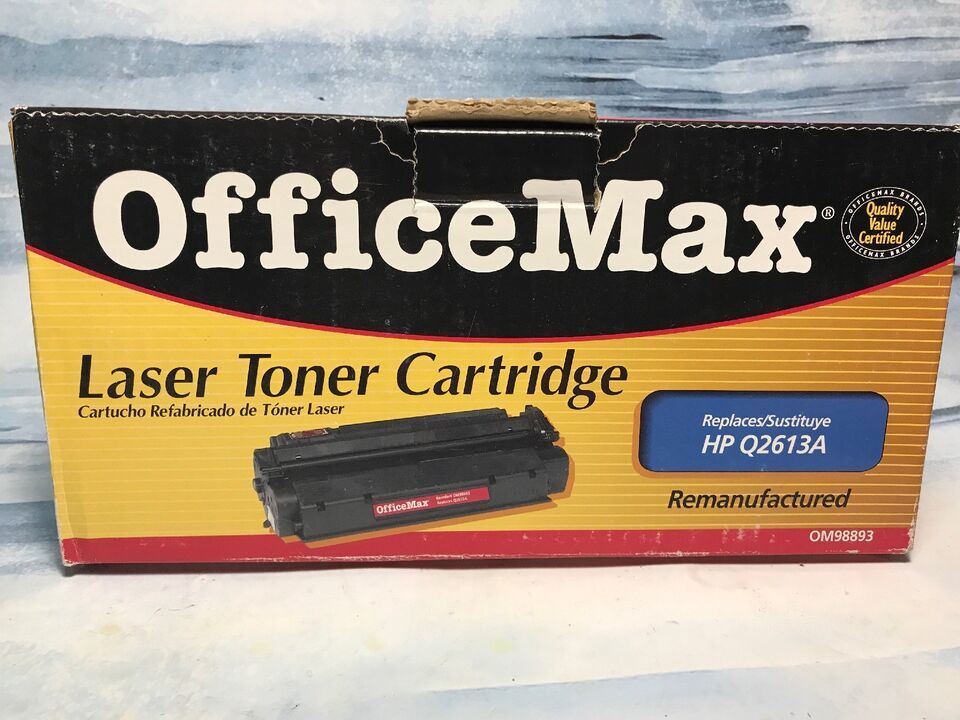 OfficeMax®
OFFICEMAX BRANDS
Quality
Value
Certified
OFFICEMAX BRANDS
Laser Toner Cartridge
Cartucho Refabricado de Tóner Laser
Replaces/Sustituye
HP Q2613A
OfficeMax®
Remanufactured
OM98893